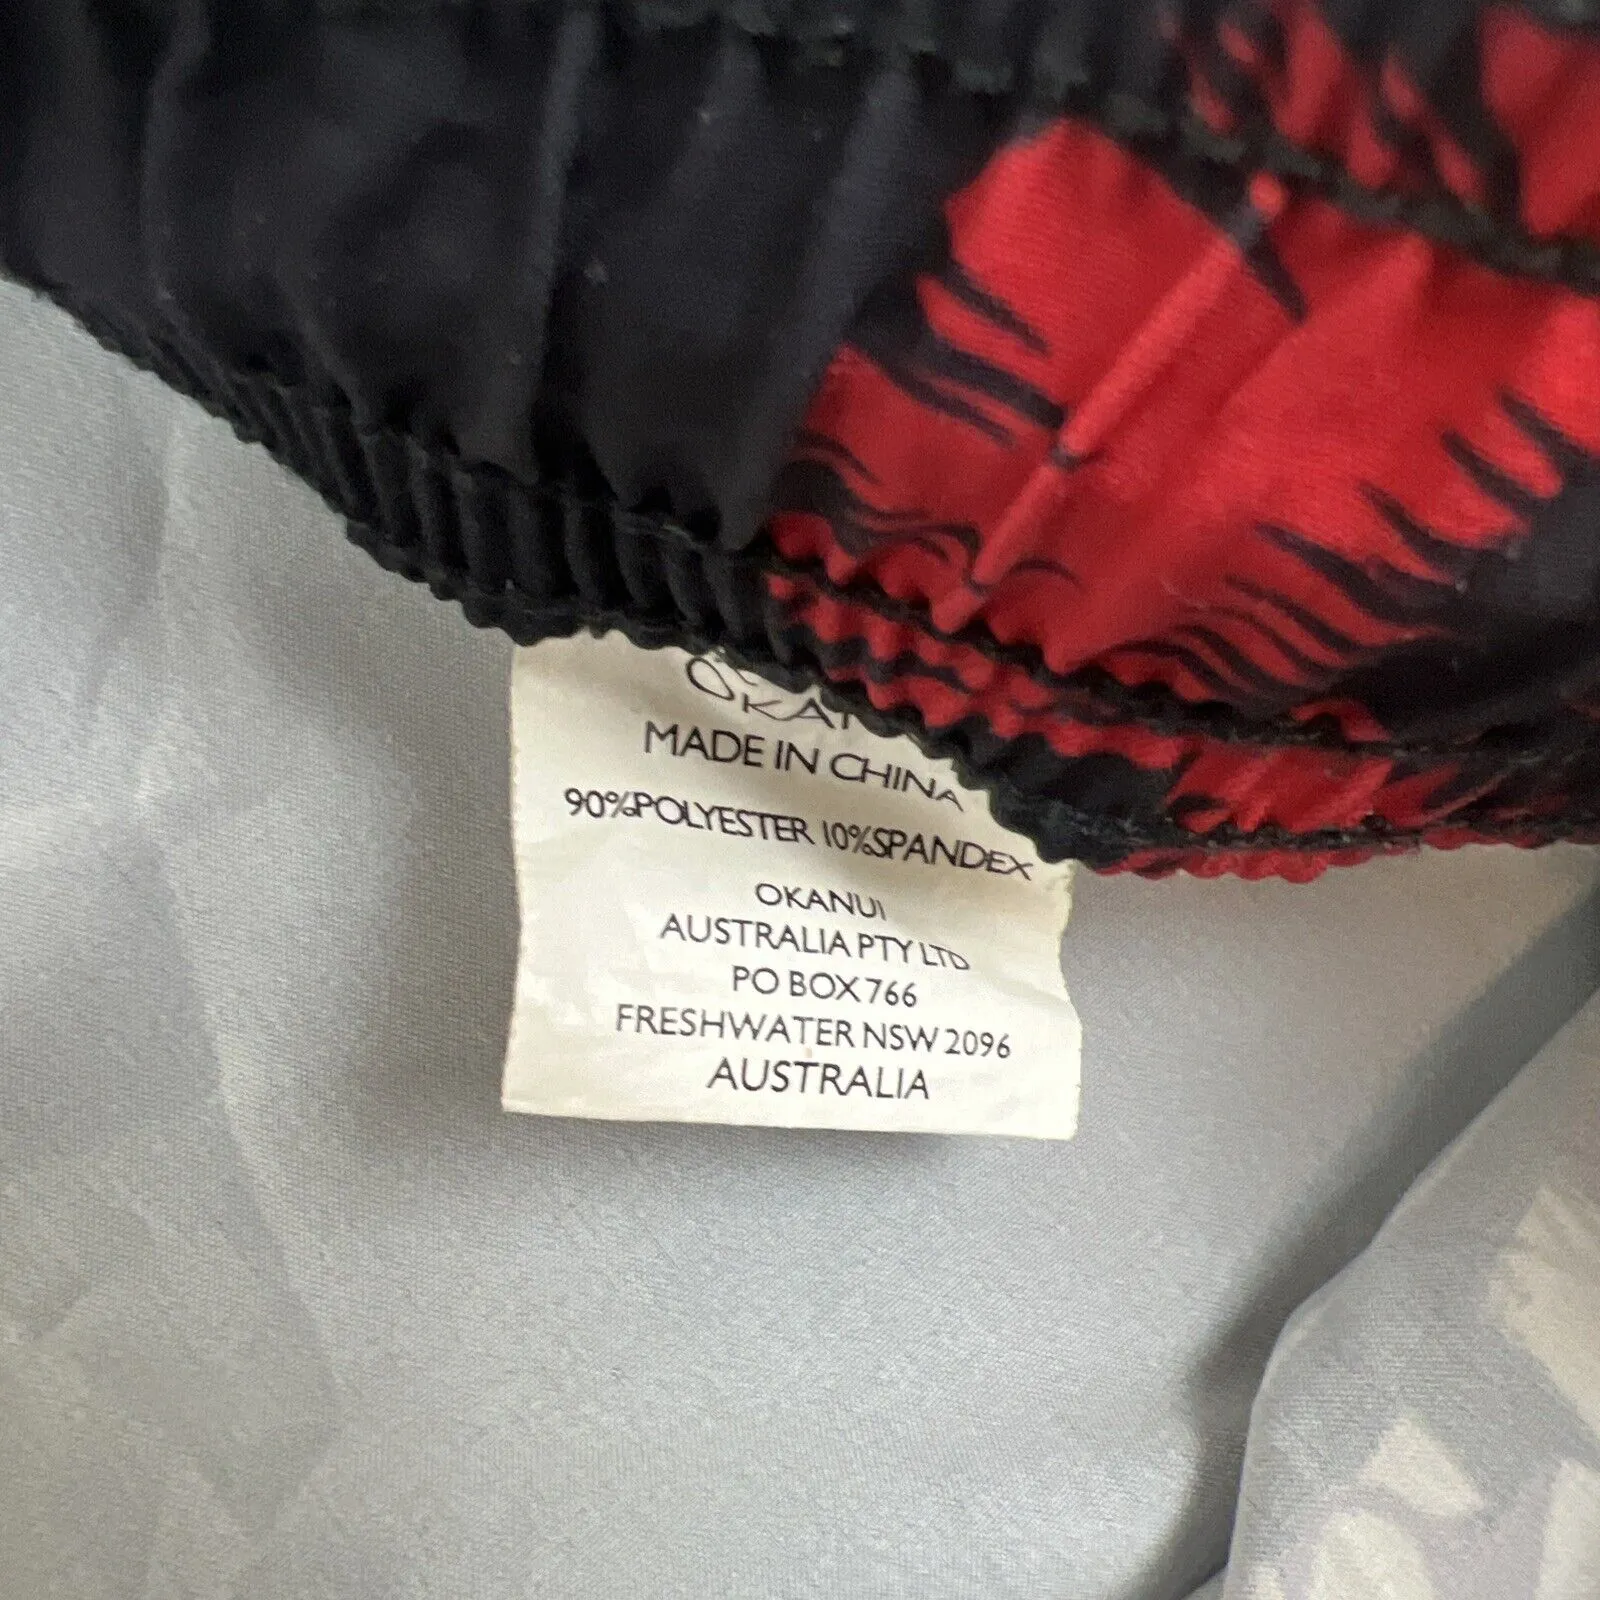 MADE IN CHINA
90%POLYESTER 10%SPANDEX
OKANUI
AUSTRALIA PTY LTD
PO BOX 766
FRESHWATER NSW 2096
AUSTRALIA